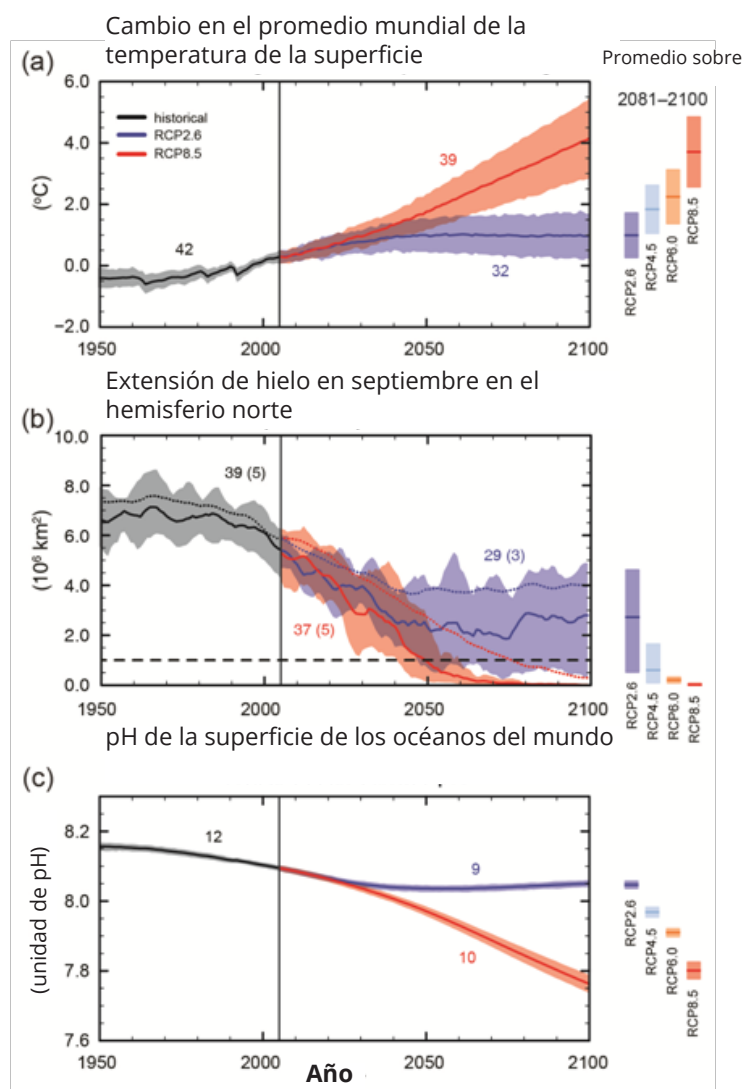 Cambio en el promedio mundial de la
temperatura de la superficie
(a)
Promedio sobre
2081–2100
6.0
4.0
2.0
0.0
−2.0
(°C)
historical
RCP2.6
RCP8.5
42
39
32
1950
2000
2050
2100
RCP2.6
RCP4.5
RCP6.0
RCP8.5
Extensión de hielo en septiembre en el
hemisferio norte
(b)
10.0
8.0
6.0
4.0
2.0
0.0
(10⁶ km²)
39 (5)
29 (3)
37 (5)
1950
2000
2050
2100
RCP2.6
RCP4.5
RCP6.0
RCP8.5
pH de la superficie de los océanos del mundo
(c)
8.2
8.0
7.8
7.6
(unidad de pH)
12
9
10
1950
2000
2050
2100
RCP2.6
RCP4.5
RCP6.0
RCP8.5
Año